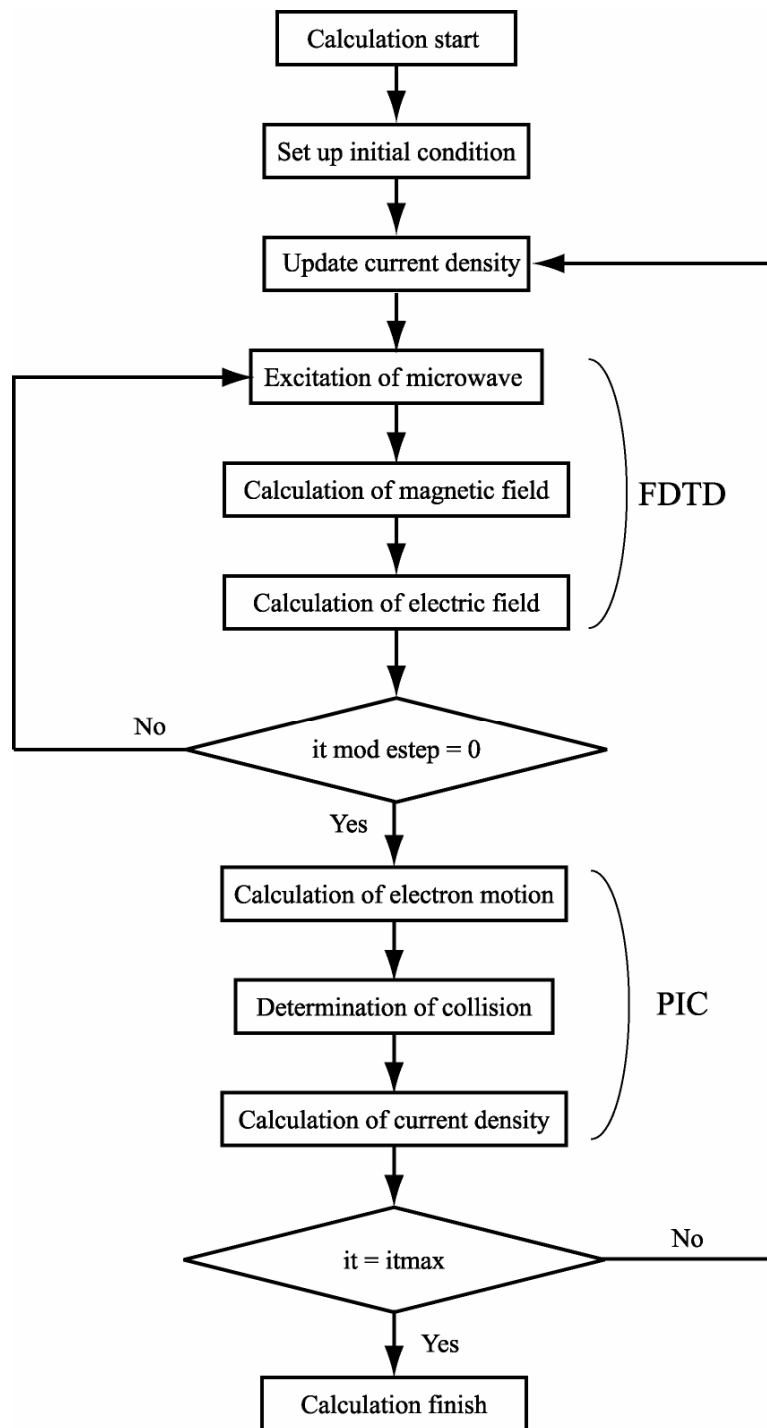 Calculation start
Set up initial condition
Update current density
Excitation of microwave
Calculation of magnetic field
FDTD
Calculation of electric field
No
it mod estep = 0
Yes
Calculation of electron motion
Determination of collision
PIC
Calculation of current density
it = itmax
No
Yes
Calculation finish